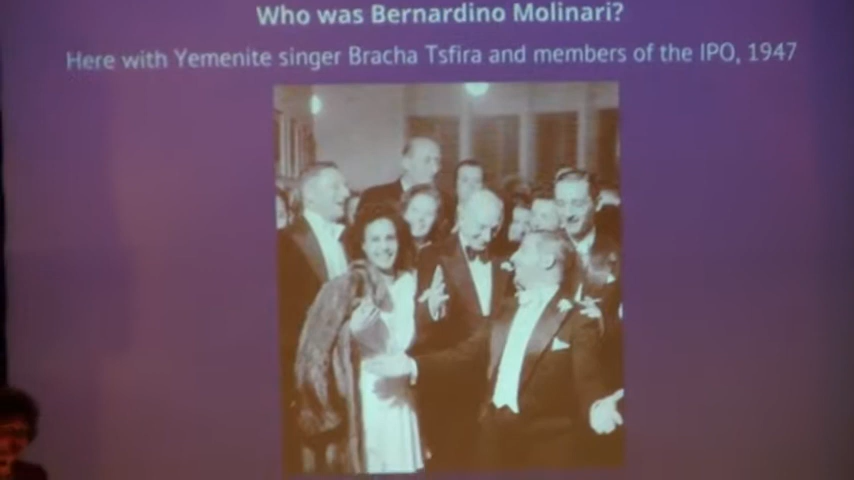 Who was Bernardino Molinari?
Here with Yemenite singer Bracha Tsfira and members of the IPO, 1947